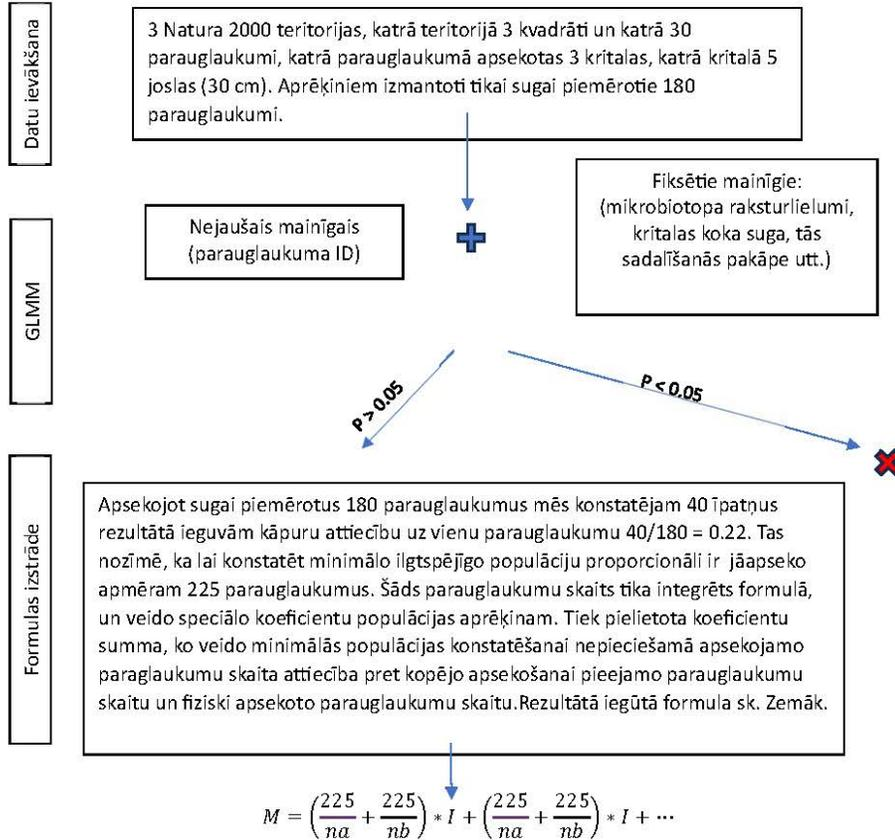 Datu ievākšana
3 Natura 2000 teritorijas, katrā teritorijā 3 kvadrāti un katrā 30
parauglaukumi, katrā parauglaukumā apsekotas 3 kritalas, katrā kritalā 5
joslas (30 cm). Aprēķiniem izmantoti tikai sugai piemērotie 180
parauglaukumi.
GLMM
Nejaušais mainīgais
(parauglaukuma ID)
Fiksētie mainīgie:
(mikrobiotopa raksturlielumi,
kritalas koka suga, tās
sadalīšanās pakāpe utt.)
P > 0.05
P < 0.05
Formulas izstrāde
Apsekojot sugai piemērotus 180 parauglaukumus mēs konstatējam 40 īpatņus
rezultātā ieguvām kāpuru attiecību uz vienu parauglaukumu 40/180 = 0.22. Tas
nozīmē, ka lai konstatēt minimālo ilgtspējīgo populāciju proporcionāli ir jāapseko
apmēram 225 parauglaukumus. Šāds parauglaukumu skaits tika integrēts formulā,
un veido speciālo koeficientu populācijas aprēķinam. Tiek pielietota koeficientu
summa, ko veido minimālās populācijas konstatēšanai nepieciešamā apsekojamo
paraglaukumu skaita attiecība pret kopējo apsekošanai pieejamo parauglaukumu
skaitu un fiziski apsekoto parauglaukumu skaitu.Rezultātā iegūtā formula sk. Zemāk.
M = (225/na + 225/nb) * I + (225/na + 225/nb) * I + ⋯